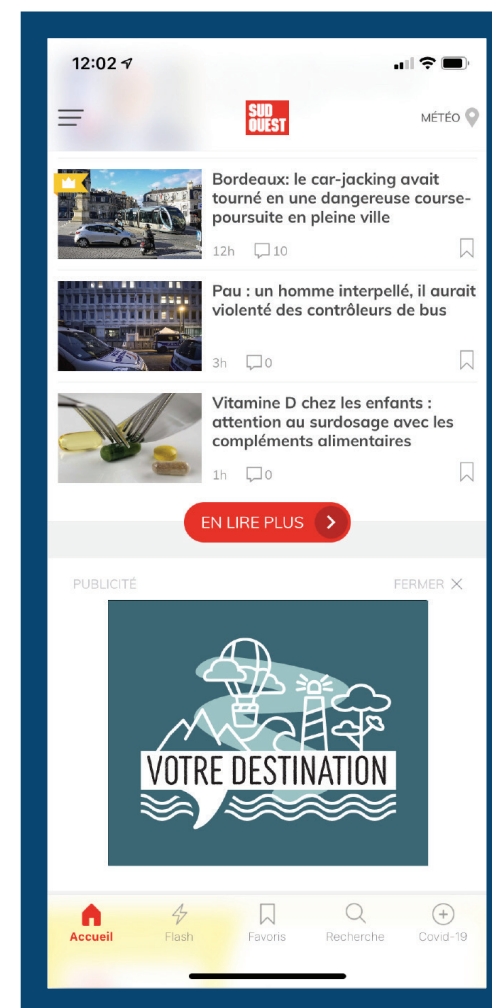 12:02
SUD
OUEST
MÉTÉO
Bordeaux: le car-jacking avait
tourné en une dangereuse course-
poursuite en pleine ville
12h 10
Pau : un homme interpellé, il aurait
violenté des contrôleurs de bus
3h 0
Vitamine D chez les enfants :
attention au surdosage avec les
compléments alimentaires
1h 0
EN LIRE PLUS
PUBLICITÉ FERMER
VOTRE DESTINATION
Accueil Flash Favoris Recherche Covid-19